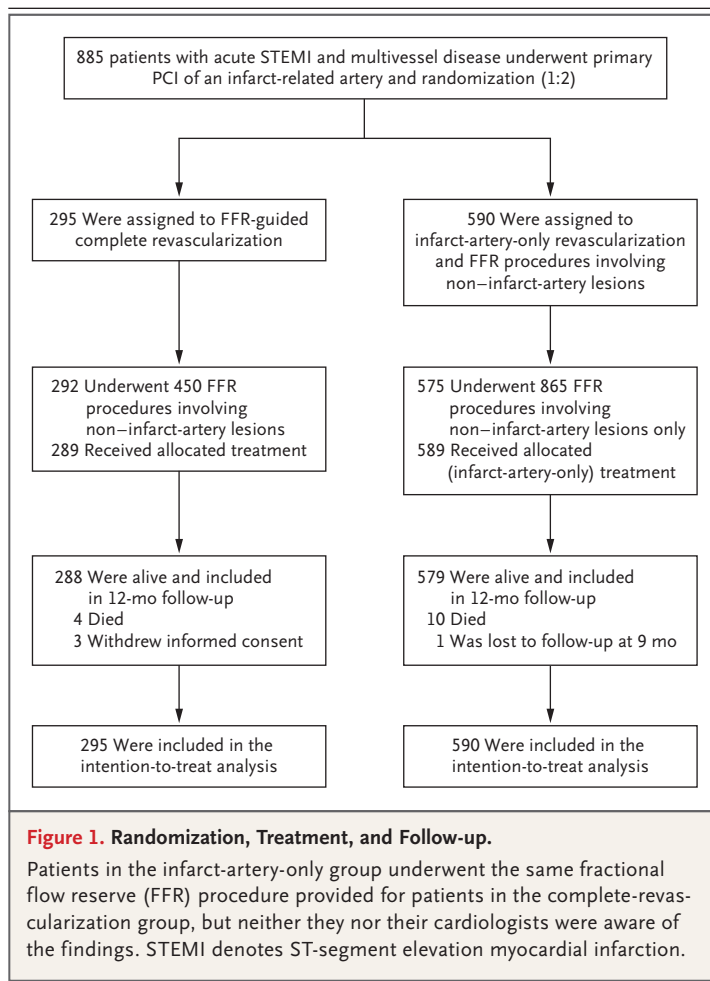 885 patients with acute STEMI and multivessel disease underwent primary
PCI of an infarct-related artery and randomization (1:2)
295 Were assigned to FFR-guided
complete revascularization
590 Were assigned to
infarct-artery-only revascularization
and FFR procedures involving
non–infarct-artery lesions
292 Underwent 450 FFR
procedures involving
non–infarct-artery lesions
289 Received allocated treatment
575 Underwent 865 FFR
procedures involving
non–infarct-artery lesions only
589 Received allocated
(infarct-artery-only) treatment
288 Were alive and included
in 12-mo follow-up
4 Died
3 Withdrew informed consent
579 Were alive and included
in 12-mo follow-up
10 Died
1 Was lost to follow-up at 9 mo
295 Were included in the
intention-to-treat analysis
590 Were included in the
intention-to-treat analysis
Figure 1. Randomization, Treatment, and Follow-up.
Patients in the infarct-artery-only group underwent the same fractional
flow reserve (FFR) procedure provided for patients in the complete-revas-
cularization group, but neither they nor their cardiologists were aware of
the findings. STEMI denotes ST-segment elevation myocardial infarction.